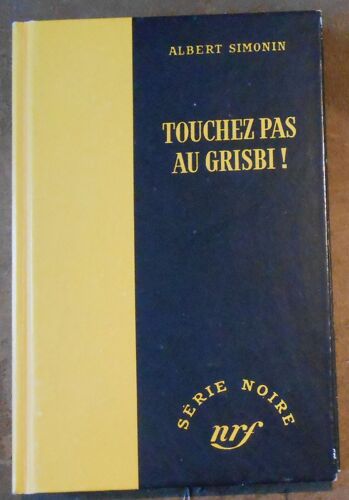 ALBERT SIMONIN
TOUCHEZ PAS
AU GRISBI !
SÉRIE NOIRE
nrf